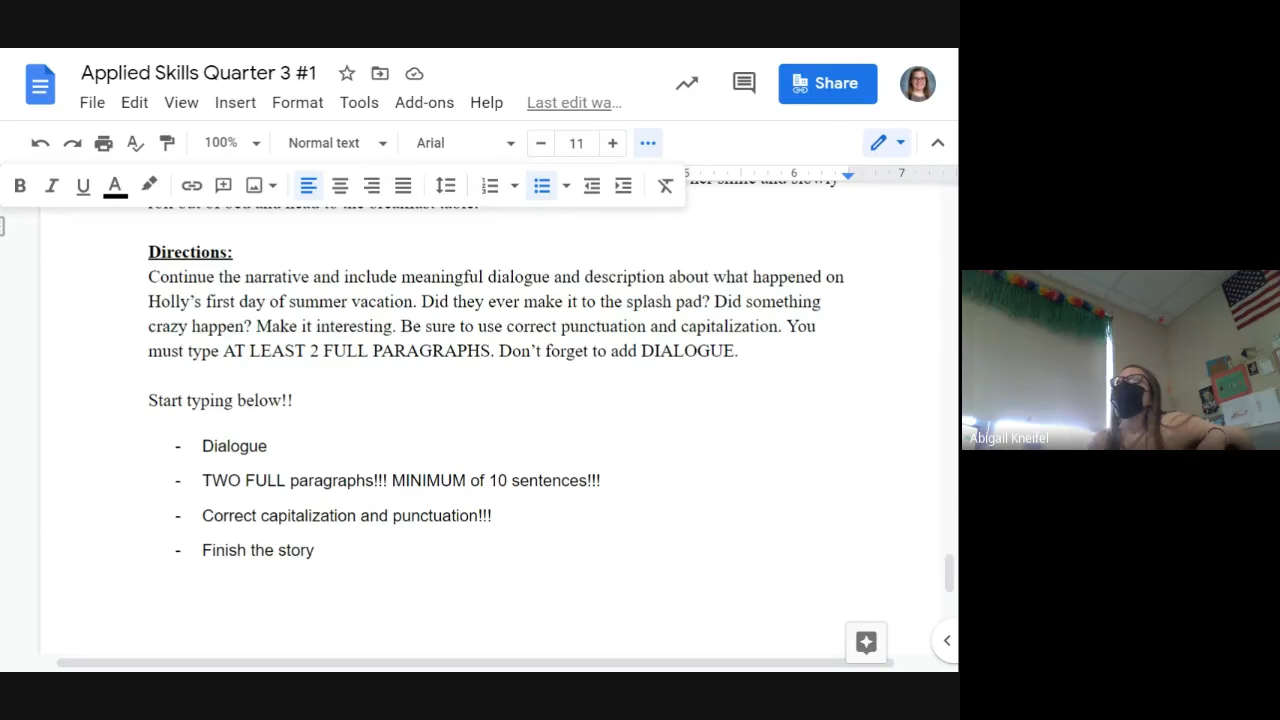 Applied Skills Quarter 3 #1
File Edit View Insert Format Tools Add-ons Help Last edit wa...
Share
100% Normal text Arial 11
B I U A
6 7
and slowly
Directions:
Continue the narrative and include meaningful dialogue and description about what happened on
Holly's first day of summer vacation. Did they ever make it to the splash pad? Did something
crazy happen? Make it interesting. Be sure to use correct punctuation and capitalization. You
must type AT LEAST 2 FULL PARAGRAPHS. Don't forget to add DIALOGUE.
Start typing below!!
- Dialogue
- TWO FULL paragraphs!!! MINIMUM of 10 sentences!!!
- Correct capitalization and punctuation!!!
- Finish the story
Abigail Kneifel